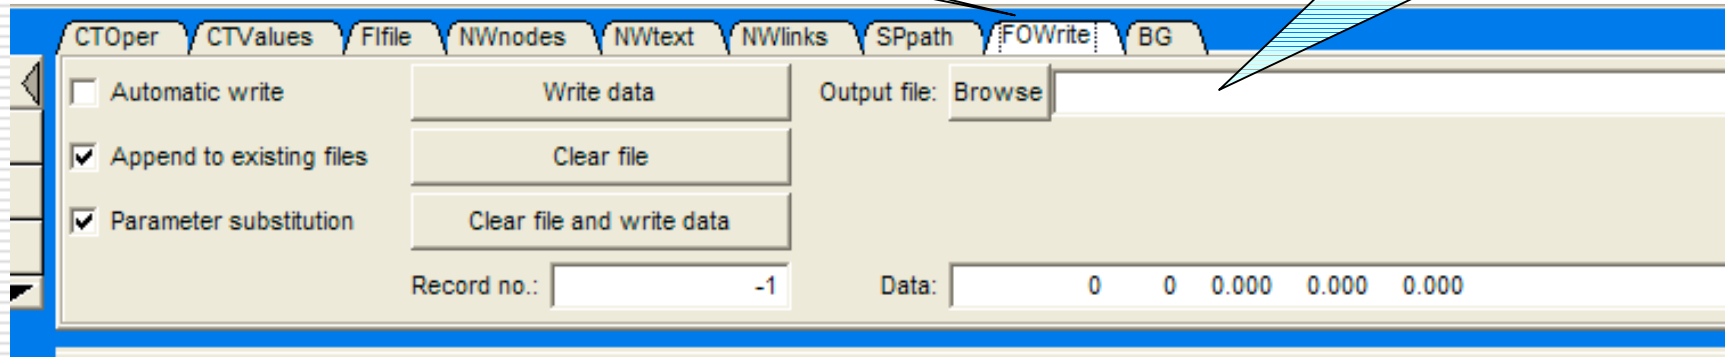 CTOper CTValues FIfile NWnodes NWtext NWlinks SPpath FOWrite BG
Automatic write Write data Output file: Browse
Append to existing files Clear file
Parameter substitution Clear file and write data
Record no.: -1 Data: 0 0 0.000 0.000 0.000